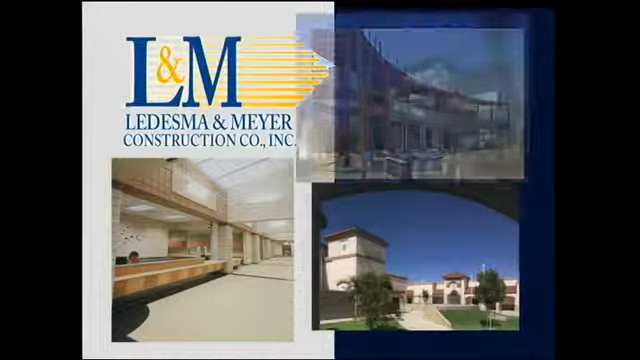 L&M
LEDESMA & MEYER
CONSTRUCTION CO., INC.